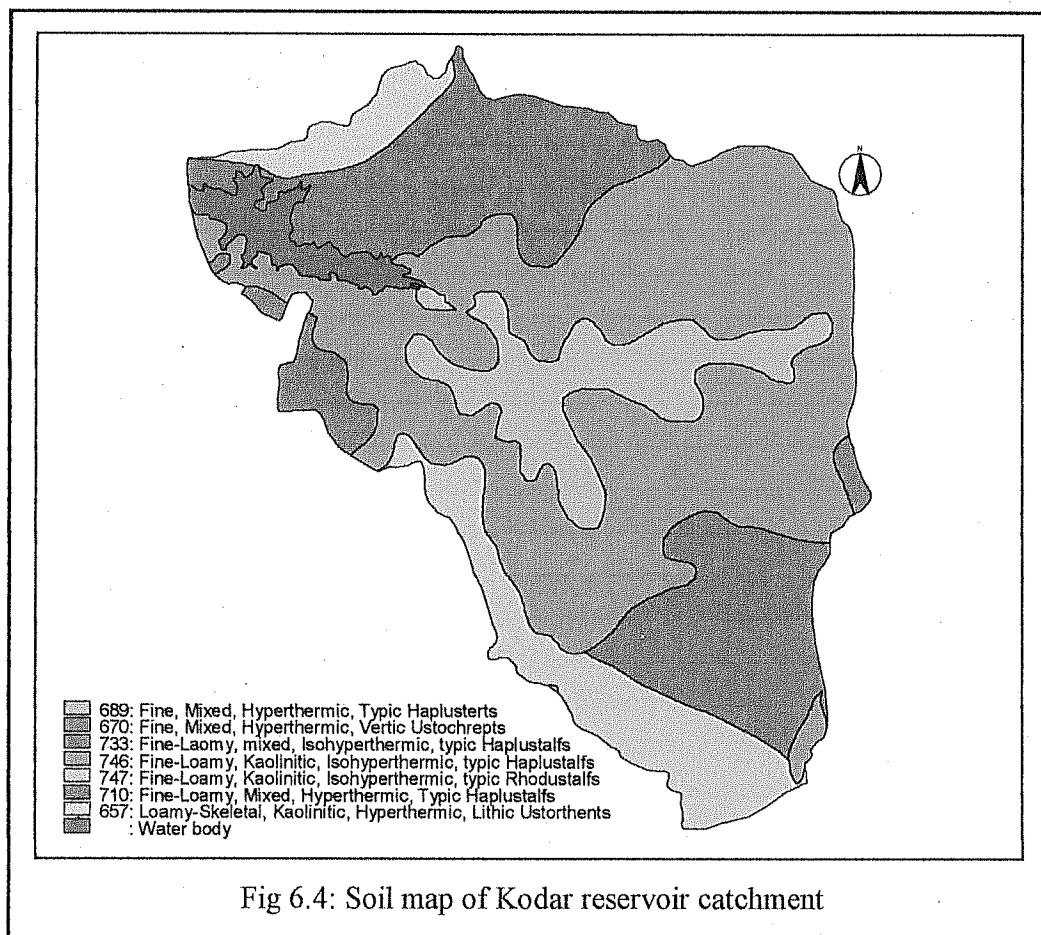 N
689: Fine, Mixed, Hyperthermic, Typic Haplusterts
670: Fine, Mixed, Hyperthermic, Vertic Ustochrepts
733: Fine-Laomy, mixed, Isohyperthermic, typic Haplustalfs
746: Fine-Loamy, Kaolinitic, Isohyperthermic, typic Haplustalfs
747: Fine-Loamy, Kaolinitic, Isohyperthermic, typic Rhodustalfs
710: Fine-Loamy, Mixed, Hyperthermic, Typic Haplustalfs
657: Loamy-Skeletal, Kaolinitic, Hyperthermic, Lithic Ustorthents
: Water body
Fig 6.4: Soil map of Kodar reservoir catchment